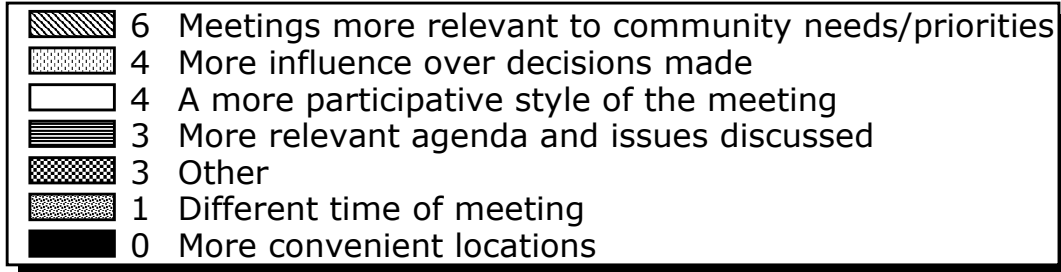 6 Meetings more relevant to community needs/priorities
4 More influence over decisions made
4 A more participative style of the meeting
3 More relevant agenda and issues discussed
3 Other
1 Different time of meeting
0 More convenient locations